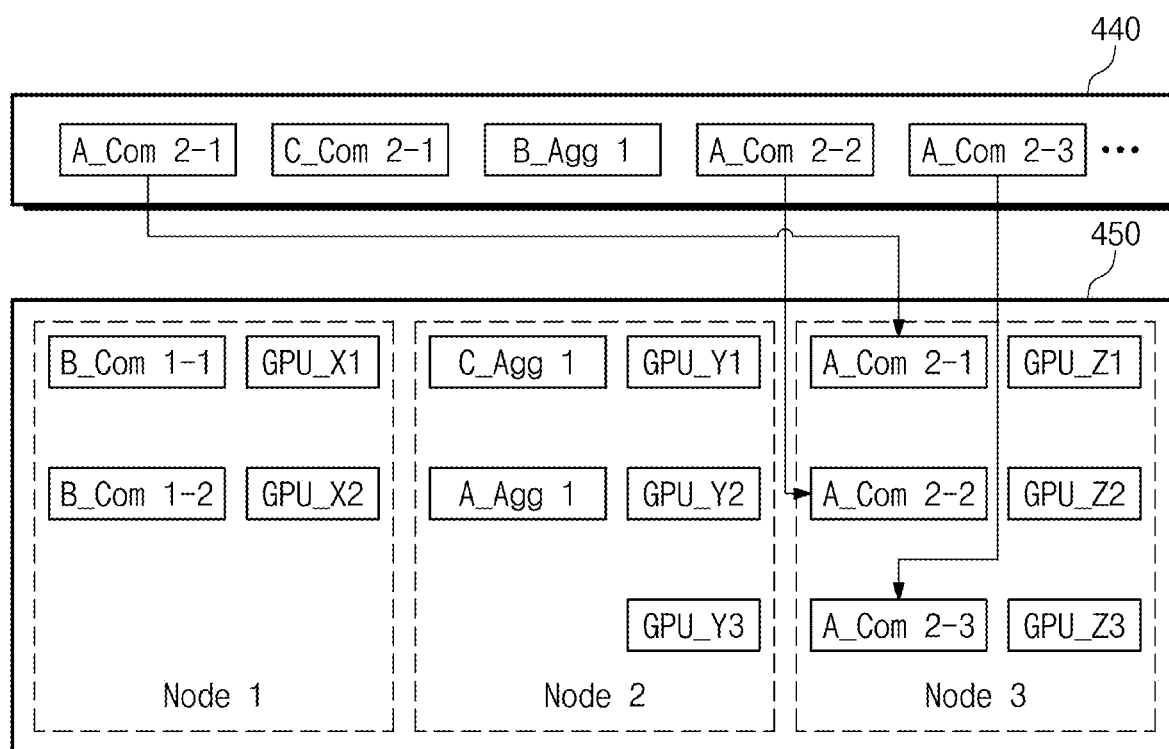 440
A_Com 2-1 C_Com 2-1 B_Agg 1 A_Com 2-2 A_Com 2-3 •••
450
B_Com 1-1 GPU_X1 C_Agg 1 GPU_Y1 A_Com 2-1 GPU_Z1
B_Com 1-2 GPU_X2 A_Agg 1 GPU_Y2 A_Com 2-2 GPU_Z2
GPU_Y3 A_Com 2-3 GPU_Z3
Node 1 Node 2 Node 3